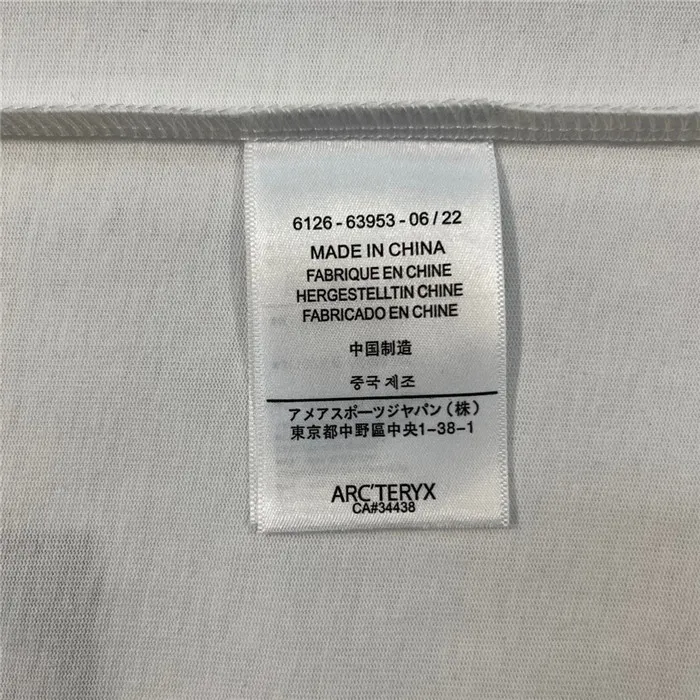 6126-63953-06/22
MADE IN CHINA
FABRIQUE EN CHINE
HERGESTELLTIN CHINE
FABRICADO EN CHINE
中国制造
중국 제조
アメアスポーツジャパン(株)
東京都中野區中央1-38-1
ARC'TERYX
CA#34438